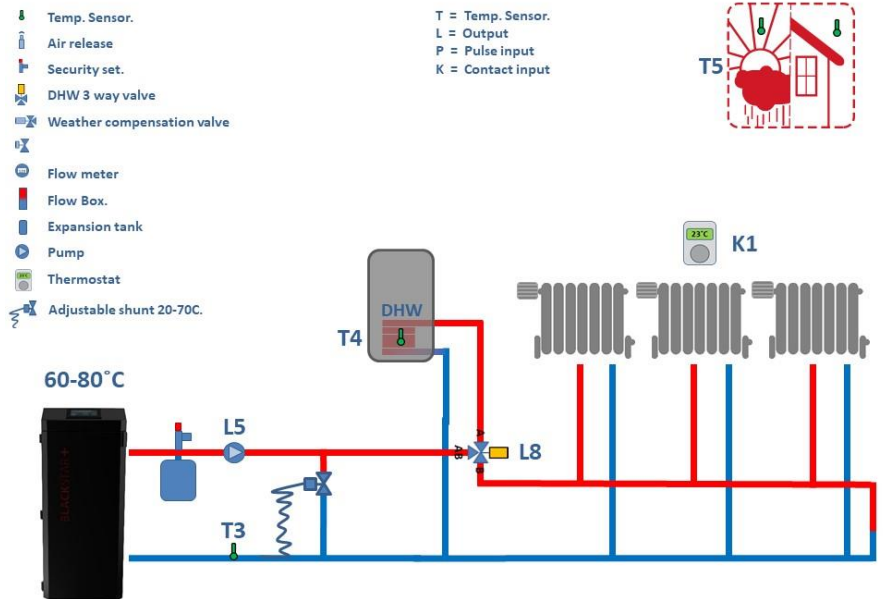 Temp. Sensor.
Air release
Security set.
DHW 3 way valve
Weather compensation valve
Flow meter
Flow Box.
Expansion tank
Pump
Thermostat
Adjustable shunt 20-70C.
T = Temp. Sensor.
L = Output
P = Pulse input
K = Contact input
T5
23°C
K1
DHW
T4
60-80°C
L5
A
AB
B
L8
T3
BLACKSTAR+